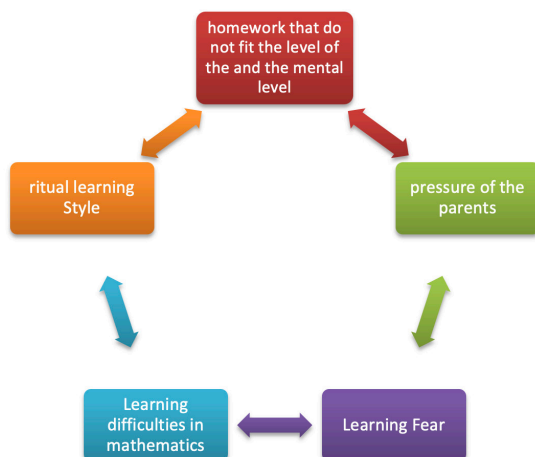 homework that do
not fit the level of
the and the mental
level
ritual learning
Style
pressure of the
parents
Learning
difficulties in
mathematics
Learning Fear